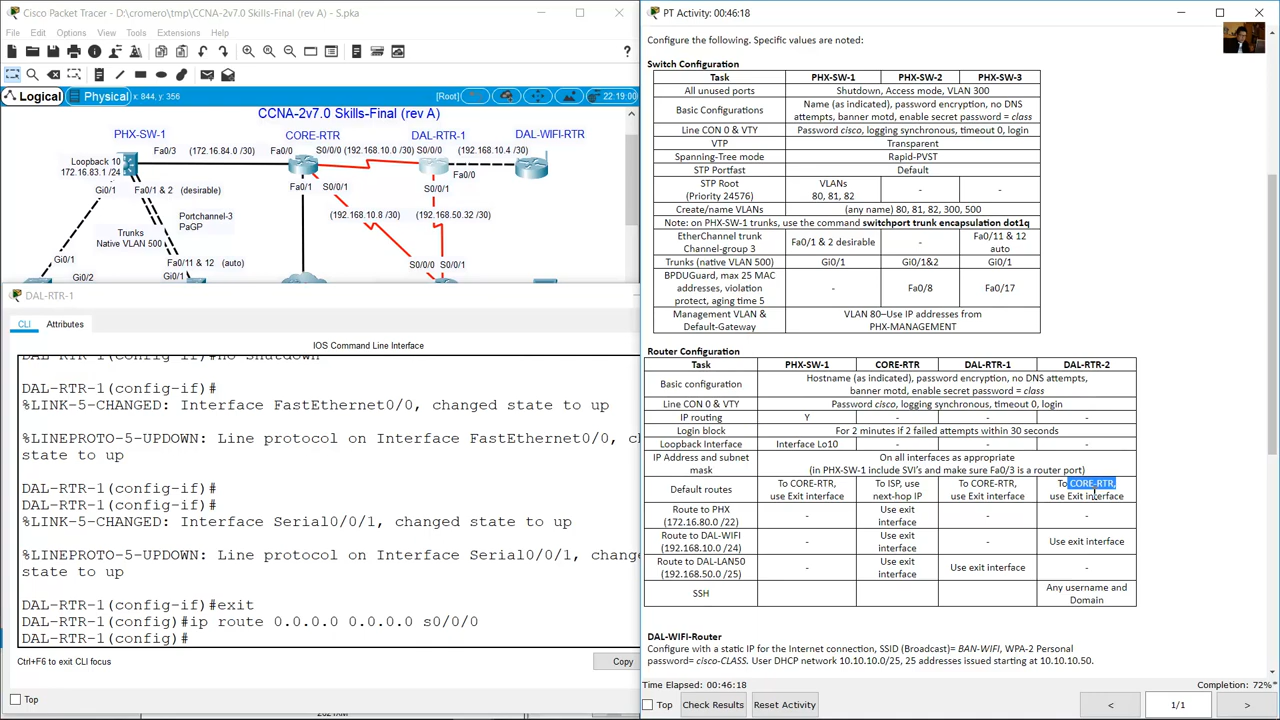 Cisco Packet Tracer - D:\cromero\tmp\CCNA-2v7.0 Skills-Final (rev A) - S.pka
File Edit Options View Tools Extensions Help
Logical Physical x: 844, y: 356 [Root] 22:19:00
CCNA-2v7.0 Skills-Final (rev A)
PHX-SW-1 CORE-RTR DAL-RTR-1 DAL-WIFI-RTR
Fa0/3 (172.16.84.0 /30) Fa0/0 S0/0/0 (192.168.10.0 /30) S0/0/0 (192.168.10.4 /30)
Loopback 10
172.16.83.1 /24
Fa0/0
Gi0/1 Fa0/1 & 2 (desirable) Fa0/1 S0/0/1 S0/0/1
Portchannel-3
PaGP
(192.168.10.8 /30) (192.168.50.32 /30)
Trunks
Native VLAN 500
Gi0/1 Fa0/11 & 12 (auto) S0/0/0 S0/0/1
Gi0/2 Gi0/1
DAL-RTR-1
CLI Attributes
IOS Command Line Interface
DAL-RTR-1(config-if)#no shutdown
DAL-RTR-1(config-if)#
%LINK-5-CHANGED: Interface FastEthernet0/0, changed state to up
%LINEPROTO-5-UPDOWN: Line protocol on Interface FastEthernet0/0, c
state to up
DAL-RTR-1(config-if)#
DAL-RTR-1(config-if)#
%LINK-5-CHANGED: Interface Serial0/0/1, changed state to up
%LINEPROTO-5-UPDOWN: Line protocol on Interface Serial0/0/1, chang
state to up
DAL-RTR-1(config-if)#
DAL-RTR-1(config-if)#exit
DAL-RTR-1(config)#ip route 0.0.0.0 0.0.0.0 s0/0/0
DAL-RTR-1(config)#
Ctrl+F6 to exit CLI focus Copy
Top
PT Activity: 00:46:18
Configure the following. Specific values are noted:
Switch Configuration
Task PHX-SW-1 PHX-SW-2 PHX-SW-3
All unused ports Shutdown, Access mode, VLAN 300
Basic Configurations Name (as indicated), password encryption, no DNS
attempts, banner motd, enable secret password = class
Line CON 0 & VTY Password cisco, logging synchronous, timeout 0, login
VTP Transparent
Spanning-Tree mode Rapid-PVST
STP Portfast Default
STP Root
(Priority 24576) VLANs
80, 81, 82 - -
Create/name VLANs (any name) 80, 81, 82, 300, 500
Note: on PHX-SW-1 trunks, use the command switchport trunk encapsulation dot1q
EtherChannel trunk
Channel-group 3 Fa0/1 & 2 desirable - Fa0/11 & 12
auto
Trunks (native VLAN 500) Gi0/1 Gi0/1&2 Gi0/1
BPDUGuard, max 25 MAC
addresses, violation
protect, aging time 5 - Fa0/8 Fa0/17
Management VLAN &
Default-Gateway VLAN 80–Use IP addresses from
PHX-MANAGEMENT
Router Configuration
Task PHX-SW-1 CORE-RTR DAL-RTR-1 DAL-RTR-2
Basic configuration Hostname (as indicated), password encryption, no DNS attempts,
banner motd, enable secret password = class
Line CON 0 & VTY Password cisco, logging synchronous, timeout 0, login
IP routing Y - - -
Login block For 2 minutes if 2 failed attempts within 30 seconds
Loopback Interface Interface Lo10 - - -
IP Address and subnet
mask On all interfaces as appropriate
(in PHX-SW-1 include SVI's and make sure Fa0/3 is a router port)
Default routes To CORE-RTR,
use Exit interface To ISP, use
next-hop IP To CORE-RTR,
use Exit interface To CORE-RTR,
use Exit interface
Route to PHX
(172.16.80.0 /22) - Use exit
interface - -
Route to DAL-WIFI
(192.168.10.0 /24) - Use exit
interface - Use exit interface
Route to DAL-LAN50
(192.168.50.0 /25) - Use exit
interface Use exit interface -
SSH Any username and
Domain
DAL-WIFI-Router
Configure with a static IP for the Internet connection, SSID (Broadcast)= BAN-WIFI, WPA-2 Personal
password= cisco-CLASS. User DHCP network 10.10.10.0/25, 25 addresses issued starting at 10.10.10.50.
Time Elapsed: 00:46:18 Completion: 72%*
Top Check Results Reset Activity < 1/1 >